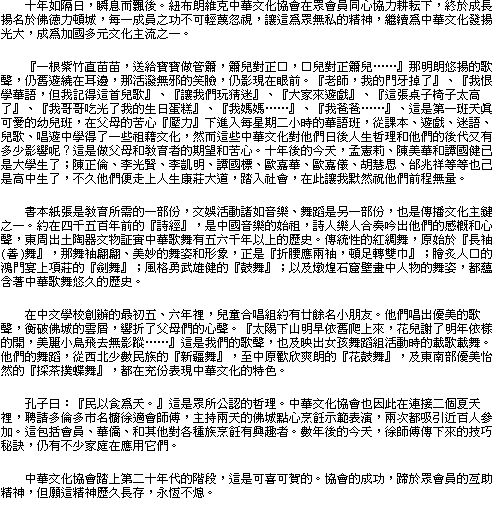 十年如隔日，瞬息而飄後。紐布朗維克中華文化協會在眾會員同心協力耕耘下，終於成長
揚名於佛德力頓城，每一成員之功不可輕蔑忽視，讓這為眾無私的精神，繼續為中華文化發揚
光大，成為加國多元文化主流之一。
『一根紫竹直苗苗，送給寶寶做管簫，簫兒對正口，口兒對正簫兒……』那明朗悠揚的歌
聲，仍舊遊繞在耳邊，那活潑無邪的笑臉，仍影現在眼前。『老師，我的門牙掉了』、『我恨
學華語，但我記得這首兒歌』、『讓我們玩猜迷』、『大家來遊戲』、『這張桌子椅子太高
了』、『我哥哥吃光了我的生日蛋糕』、『我媽媽……』、『我爸爸……』、這是第一班天真
可愛的幼兒班，在父母的苦心『壓力』下進入每星期二小時的華語班，從課本、遊戲、迷語、
兒歌、唱遊中學得了一些祖籍文化，然而這些中華文化對他們日後人生哲理和他們的後代又有
多少影響呢？這是做父母和教育者的期望和苦心。十年後的今天，孟憲莉、陳美華和譚國健已
是大學生了；陳正倫、李光賢、李凱明、譚國標、歐嘉華、歐嘉儀、胡慧思、邰兆祥等等也己
是高中生了，不久他們便走上人生康莊大道，踏入社會，在此讓我默然祝他們前程無量。
書本紙張是教育所需的一部份，文娛活動諸如音樂、舞蹈是另一部份，也是傳播文化主鍵
之一。約在四千五百年前的『詩經』，是中國音樂的始祖，詩人樂人合奏吟出他們的感概和心
聲，東周出土陶器文物証實中華歌舞有五六千年以上的歷史。傳統性的紅綢舞，原始於『長袖
(善)舞』，那舞袖翩翩、美妙的舞姿和形象，正是『折腰應兩袖，頓足轉雙巾』；膾炙人口的
鴻門宴上項莊的『劍舞』；風格勇武雄健的『鼓舞』；以及燉煌石窟壁畫中人物的舞姿，都蘊
含著中華歌舞悠久的歷史。
在中文學校創辦的最初五、六年裡，兒童合唱組約有廿餘名小朋友。他們唱出優美的歌
聲，衝破佛城的雲層，聲折了父母們的心聲。『太陽下山明早依舊爬上來，花兒謝了明年依樣
的開，美麗小鳥飛去無影蹤……』這是我們的歌聲，也及映出女孩舞蹈組活動時的載歌載舞。
他們的舞蹈，從西北少數民族的『新疆舞』，至中原歡欣爽朗的『花鼓舞』，及東南部優美怡
然的『採茶撲蝶舞』，都在充份表現中華文化的特色。
孔子曰：『民以食為天。』這是眾所公認的哲理。中華文化協會也因此在連接二個夏天
裡，聘請多倫多市名櫥徐適會師傅，主持兩天的佛城點心烹飪示範表演，兩次都吸引近百人參
加。這包括會員、華僑、和其他對各種族烹飪有興趣者。數年後的今天，徐師傅傳下來的技巧
秘訣，仍有不少家庭在應用它們。
中華文化協會踏上第二十年代的階段，這是可喜可賀的。協會的成功，蹄於眾會員的互助
精神，但願這精神歷久長存，永恆不熄。